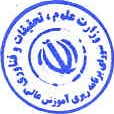 وزارت علوم، تحقیقات و فناوری
شورای برنامه ریزی آموزش عالی